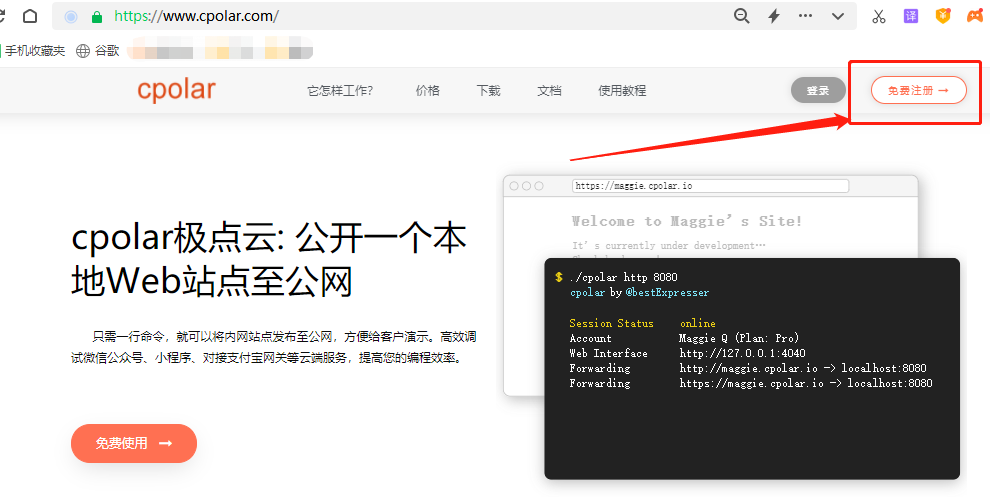 https://www.cpolar.com/
译
手机收藏夹 谷歌
cpolar 它怎样工作? 价格 下载 文档 使用教程 登录 免费注册 →
https://maggie.cpolar.io
Welcome to Maggie's Site!
It's currently under development…
cpolar极点云: 公开一个本
地Web站点至公网
只需一行命令，就可以将内网站点发布至公网，方便给客户演示。高效调
试微信公众号、小程序、对接支付宝网关等云端服务，提高您的编程效率。
免费使用 →
$ ./cpolar http 8080
cpolar by @bestExpresser
Session Status online
Account Maggie Q (Plan: Pro)
Web Interface http://127.0.0.1:4040
Forwarding http://maggie.cpolar.io -> localhost:8080
Forwarding https://maggie.cpolar.io -> localhost:8080